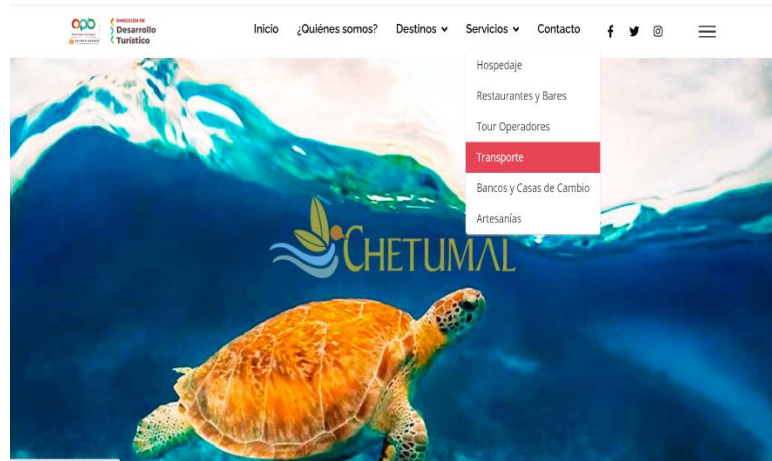 opb
DIRECCIÓN DE
Desarrollo
Turístico
Inicio ¿Quiénes somos? Destinos Servicios Contacto
Hospedaje
Restaurantes y Bares
Tour Operadores
Transporte
Bancos y Casas de Cambio
Artesanías
CHETUMAL